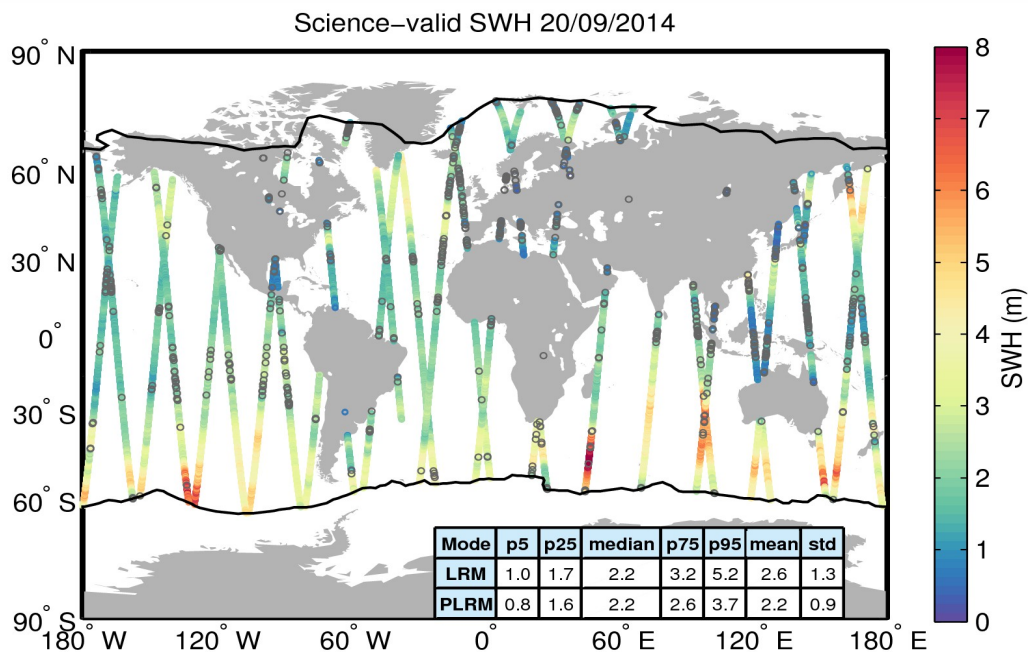 Science−valid SWH 20/09/2014
90° N
60° N
30° N
0°
30° S
60° S
90° S
180° W
120° W
60° W
0°
60° E
120° E
180° E
Mode p5 p25 median p75 p95 mean std
LRM 1.0 1.7 2.2 3.2 5.2 2.6 1.3
PLRM 0.8 1.6 2.2 2.6 3.7 2.2 0.9
8
7
6
5
4
3
2
1
0
SWH (m)